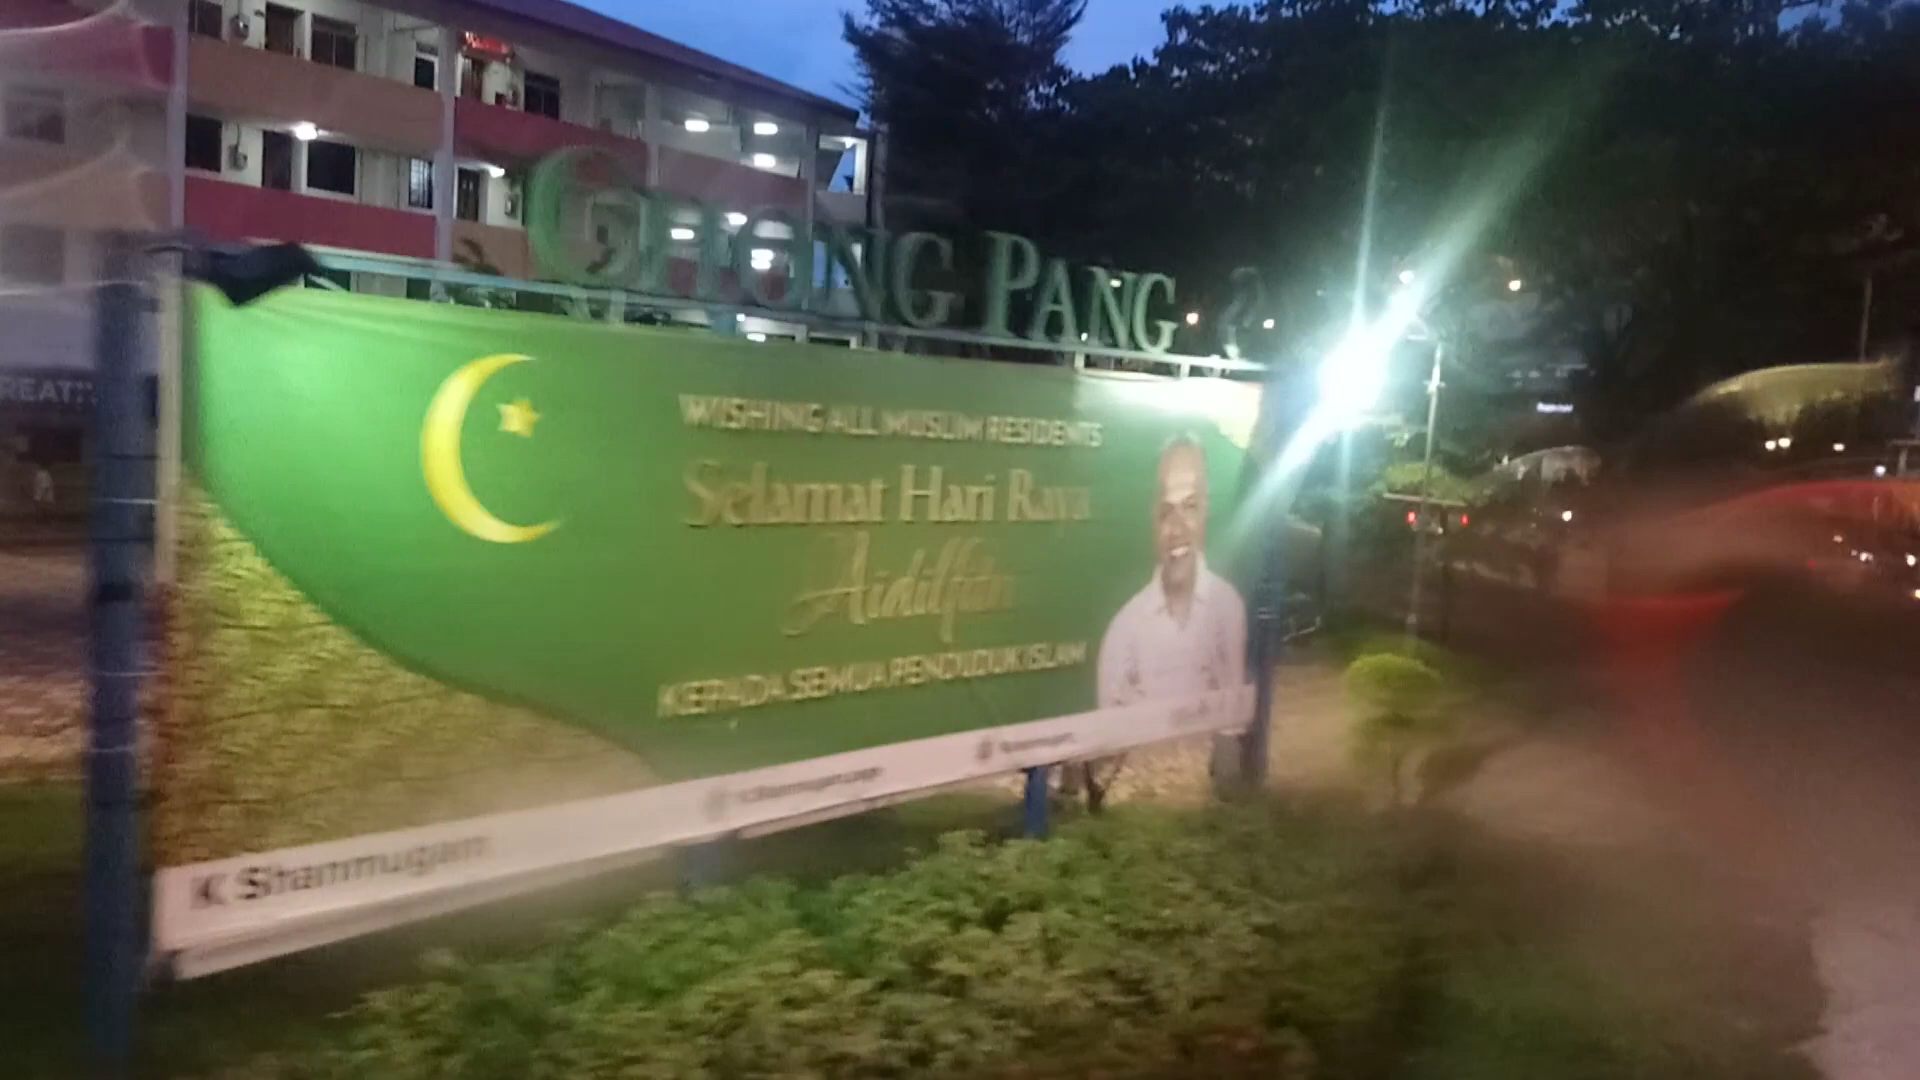 CHONG PANG
WISHING ALL MUSLIM RESIDENTS
Selamat Hari Raya
Aidilfitri
KEPADA SEMUA PENDUDUK ISLAM
K Shanmugam